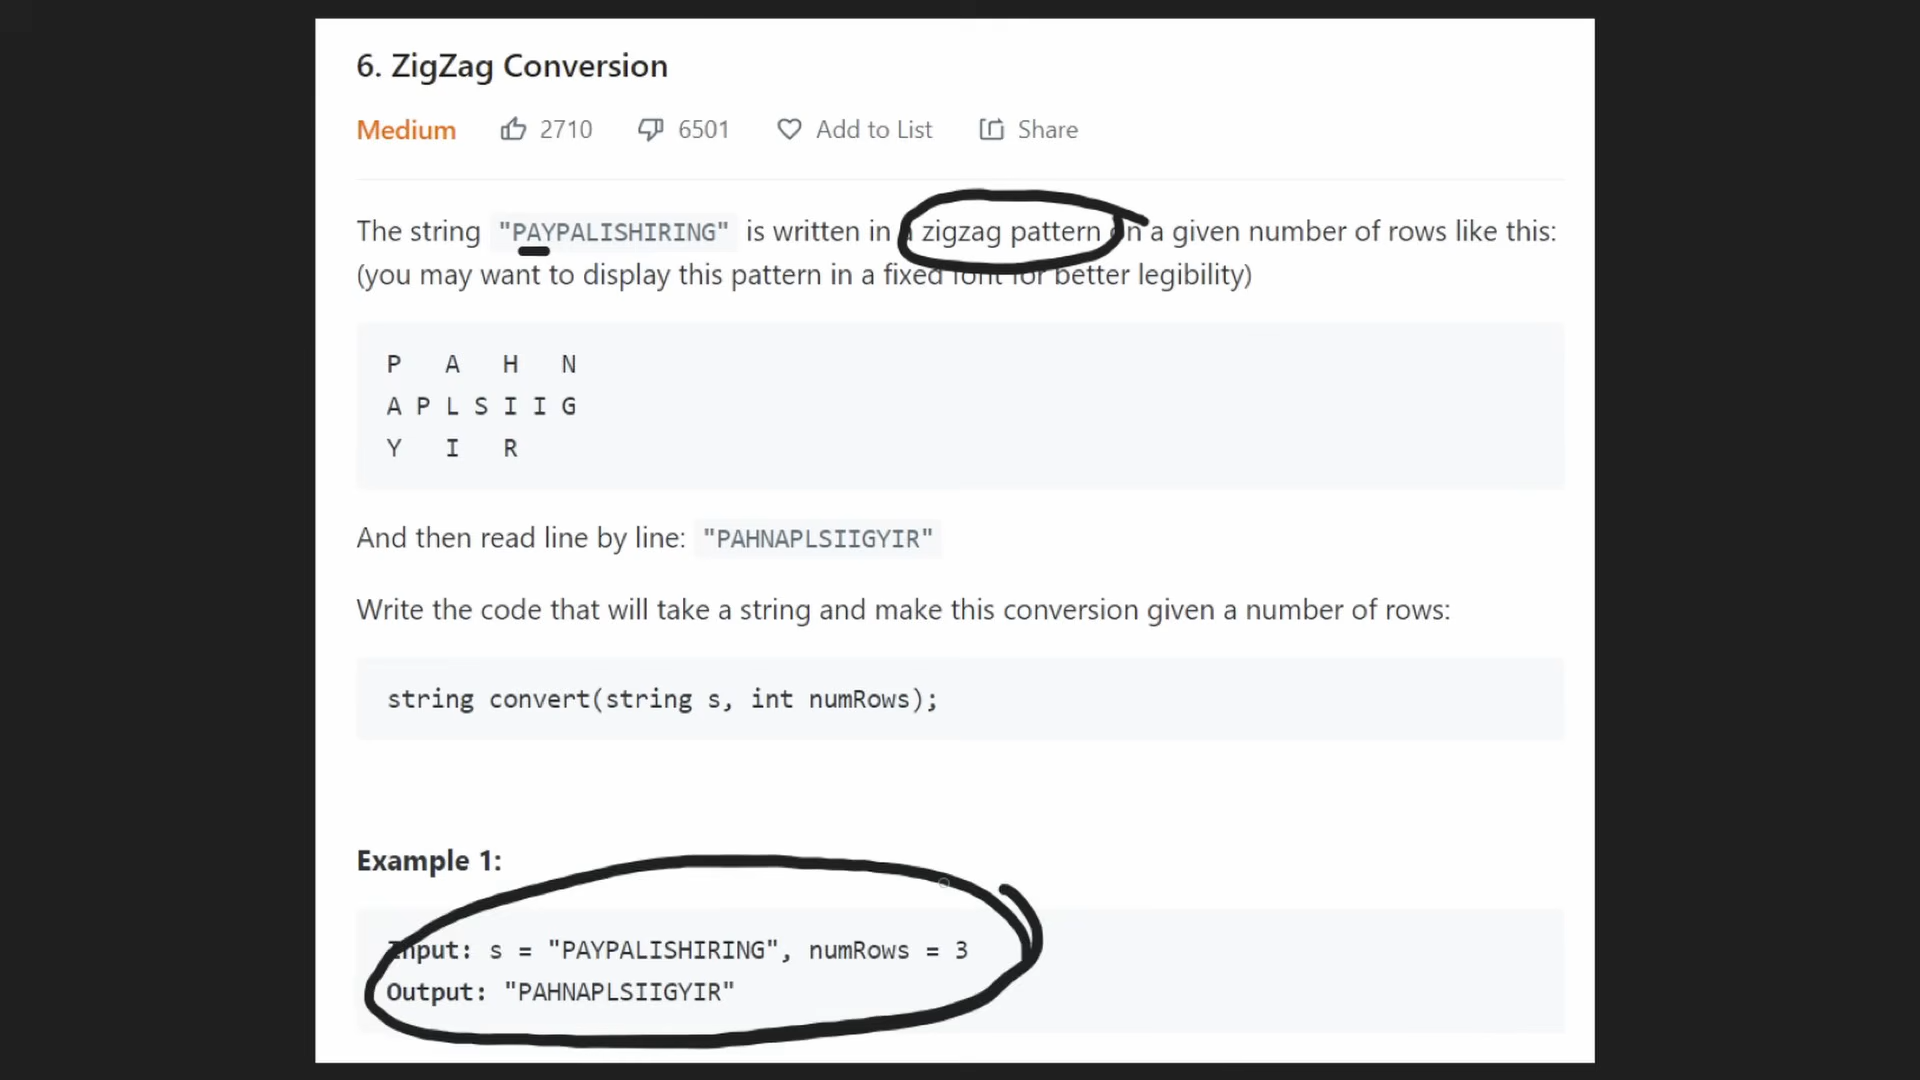 6. ZigZag Conversion
Medium 2710 6501 Add to List Share
The string "PAYPALISHIRING" is written in a zigzag pattern on a given number of rows like this:
(you may want to display this pattern in a fixed font for better legibility)
P   A   H   N
A P L S I I G
Y   I   R
And then read line by line: "PAHNAPLSIIGYIR"
Write the code that will take a string and make this conversion given a number of rows:
string convert(string s, int numRows);
Example 1:
Input: s = "PAYPALISHIRING", numRows = 3
Output: "PAHNAPLSIIGYIR"